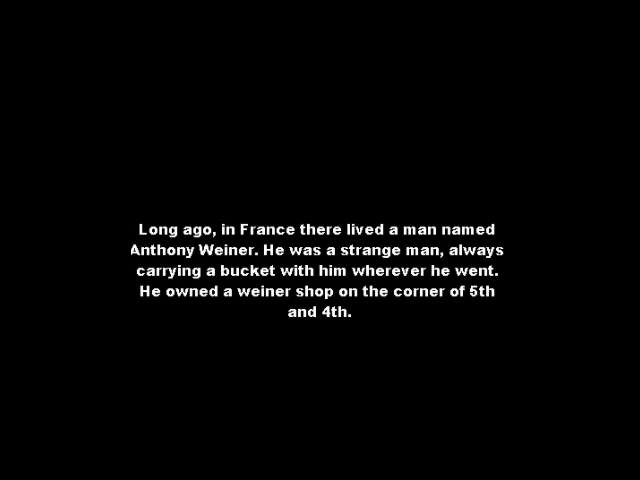 Long ago, in France there lived a man named
Anthony Weiner. He was a strange man, always
carrying a bucket with him wherever he went.
He owned a weiner shop on the corner of 5th
and 4th.